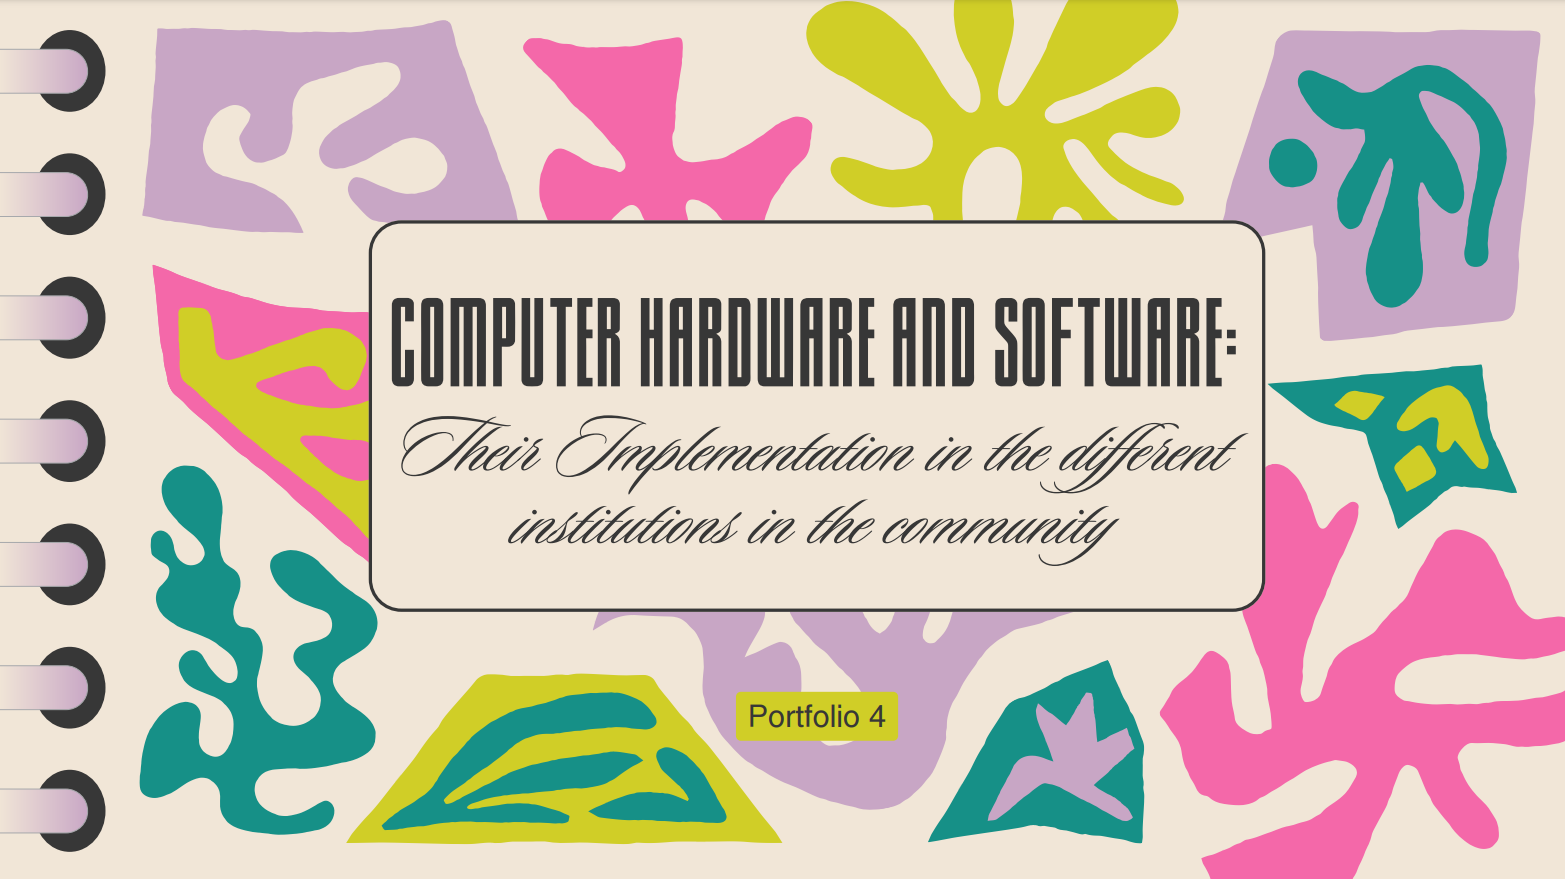 COMPUTER HARDWARE AND SOFTWARE:
Their Implementation in the different
institutions in the community
Portfolio 4